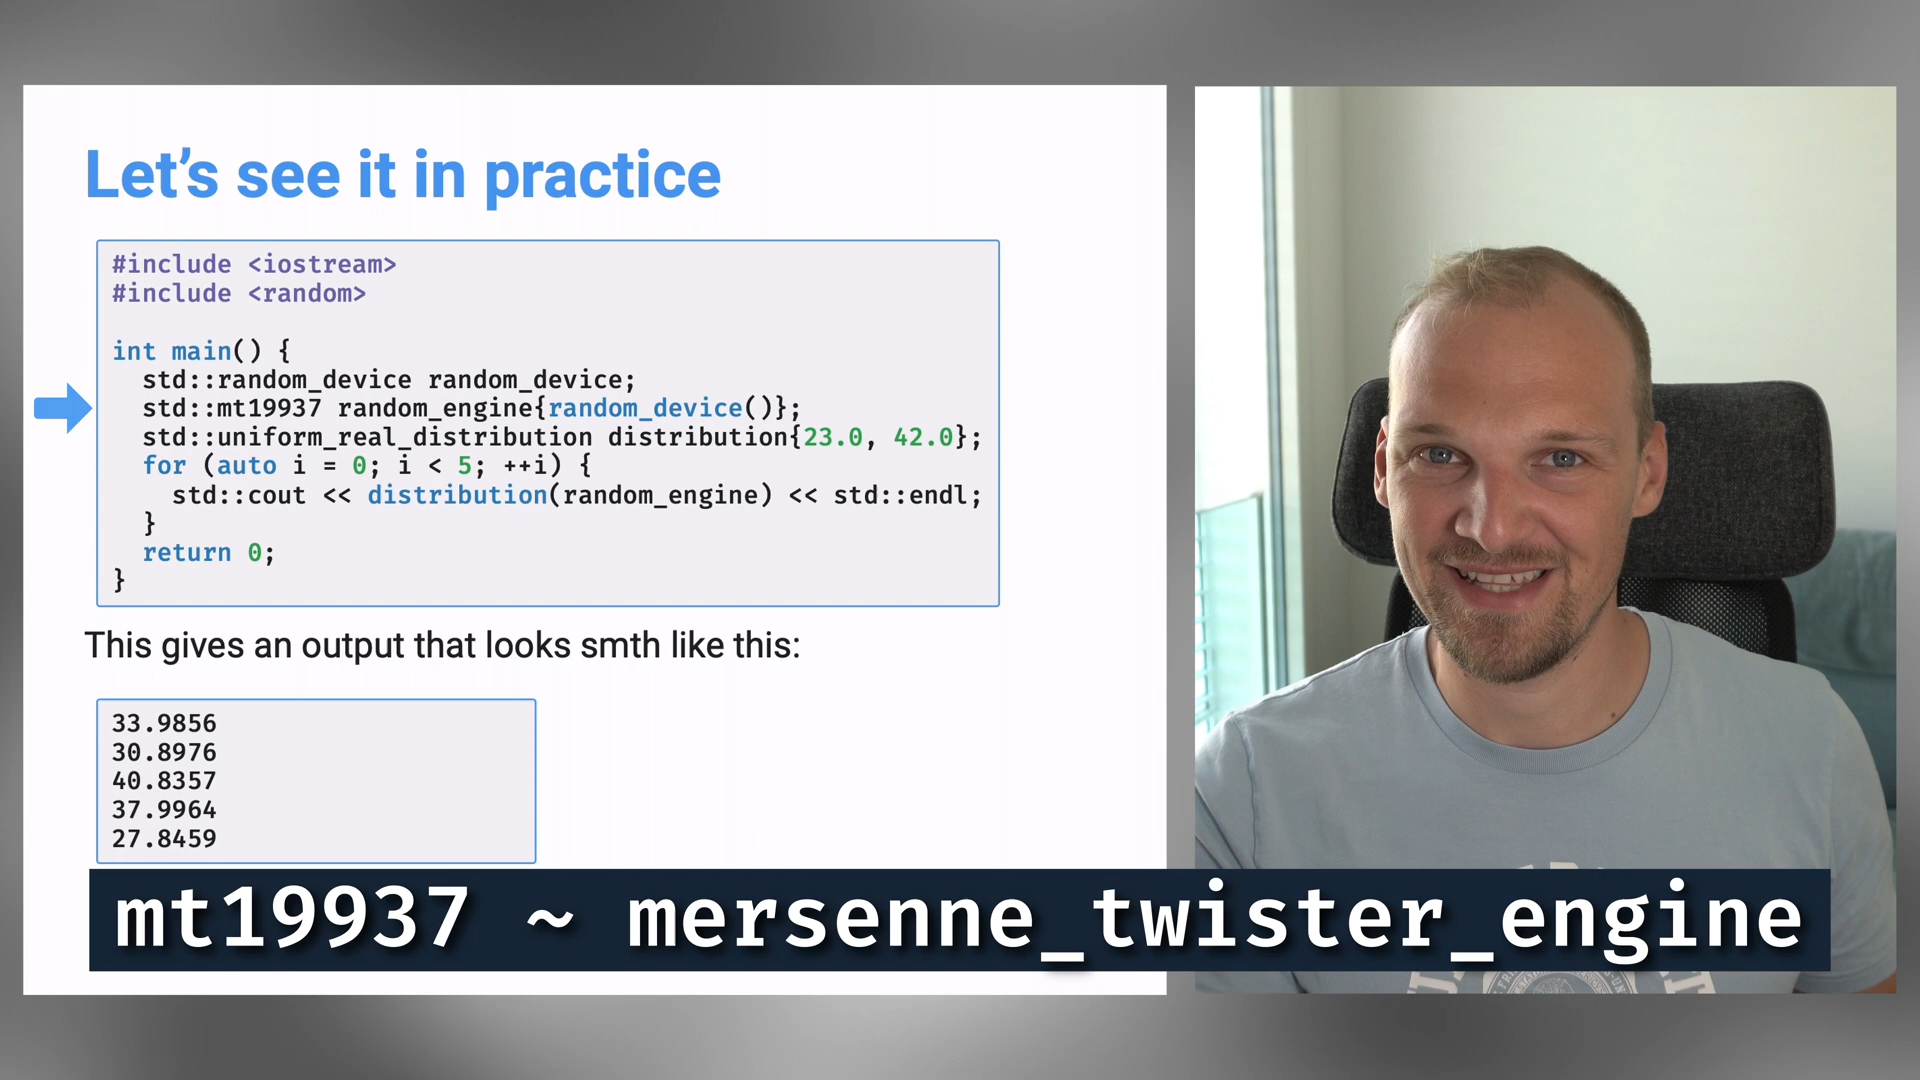 Let’s see it in practice
#include <iostream>
#include <random>
int main() {
std::random_device random_device;
std::mt19937 random_engine{random_device()};
std::uniform_real_distribution distribution{23.0, 42.0};
for (auto i = 0; i < 5; ++i) {
std::cout << distribution(random_engine) << std::endl;
}
return 0;
}
This gives an output that looks smth like this:
33.9856
30.8976
40.8357
37.9964
27.8459
mt19937 ~ mersenne_twister_engine